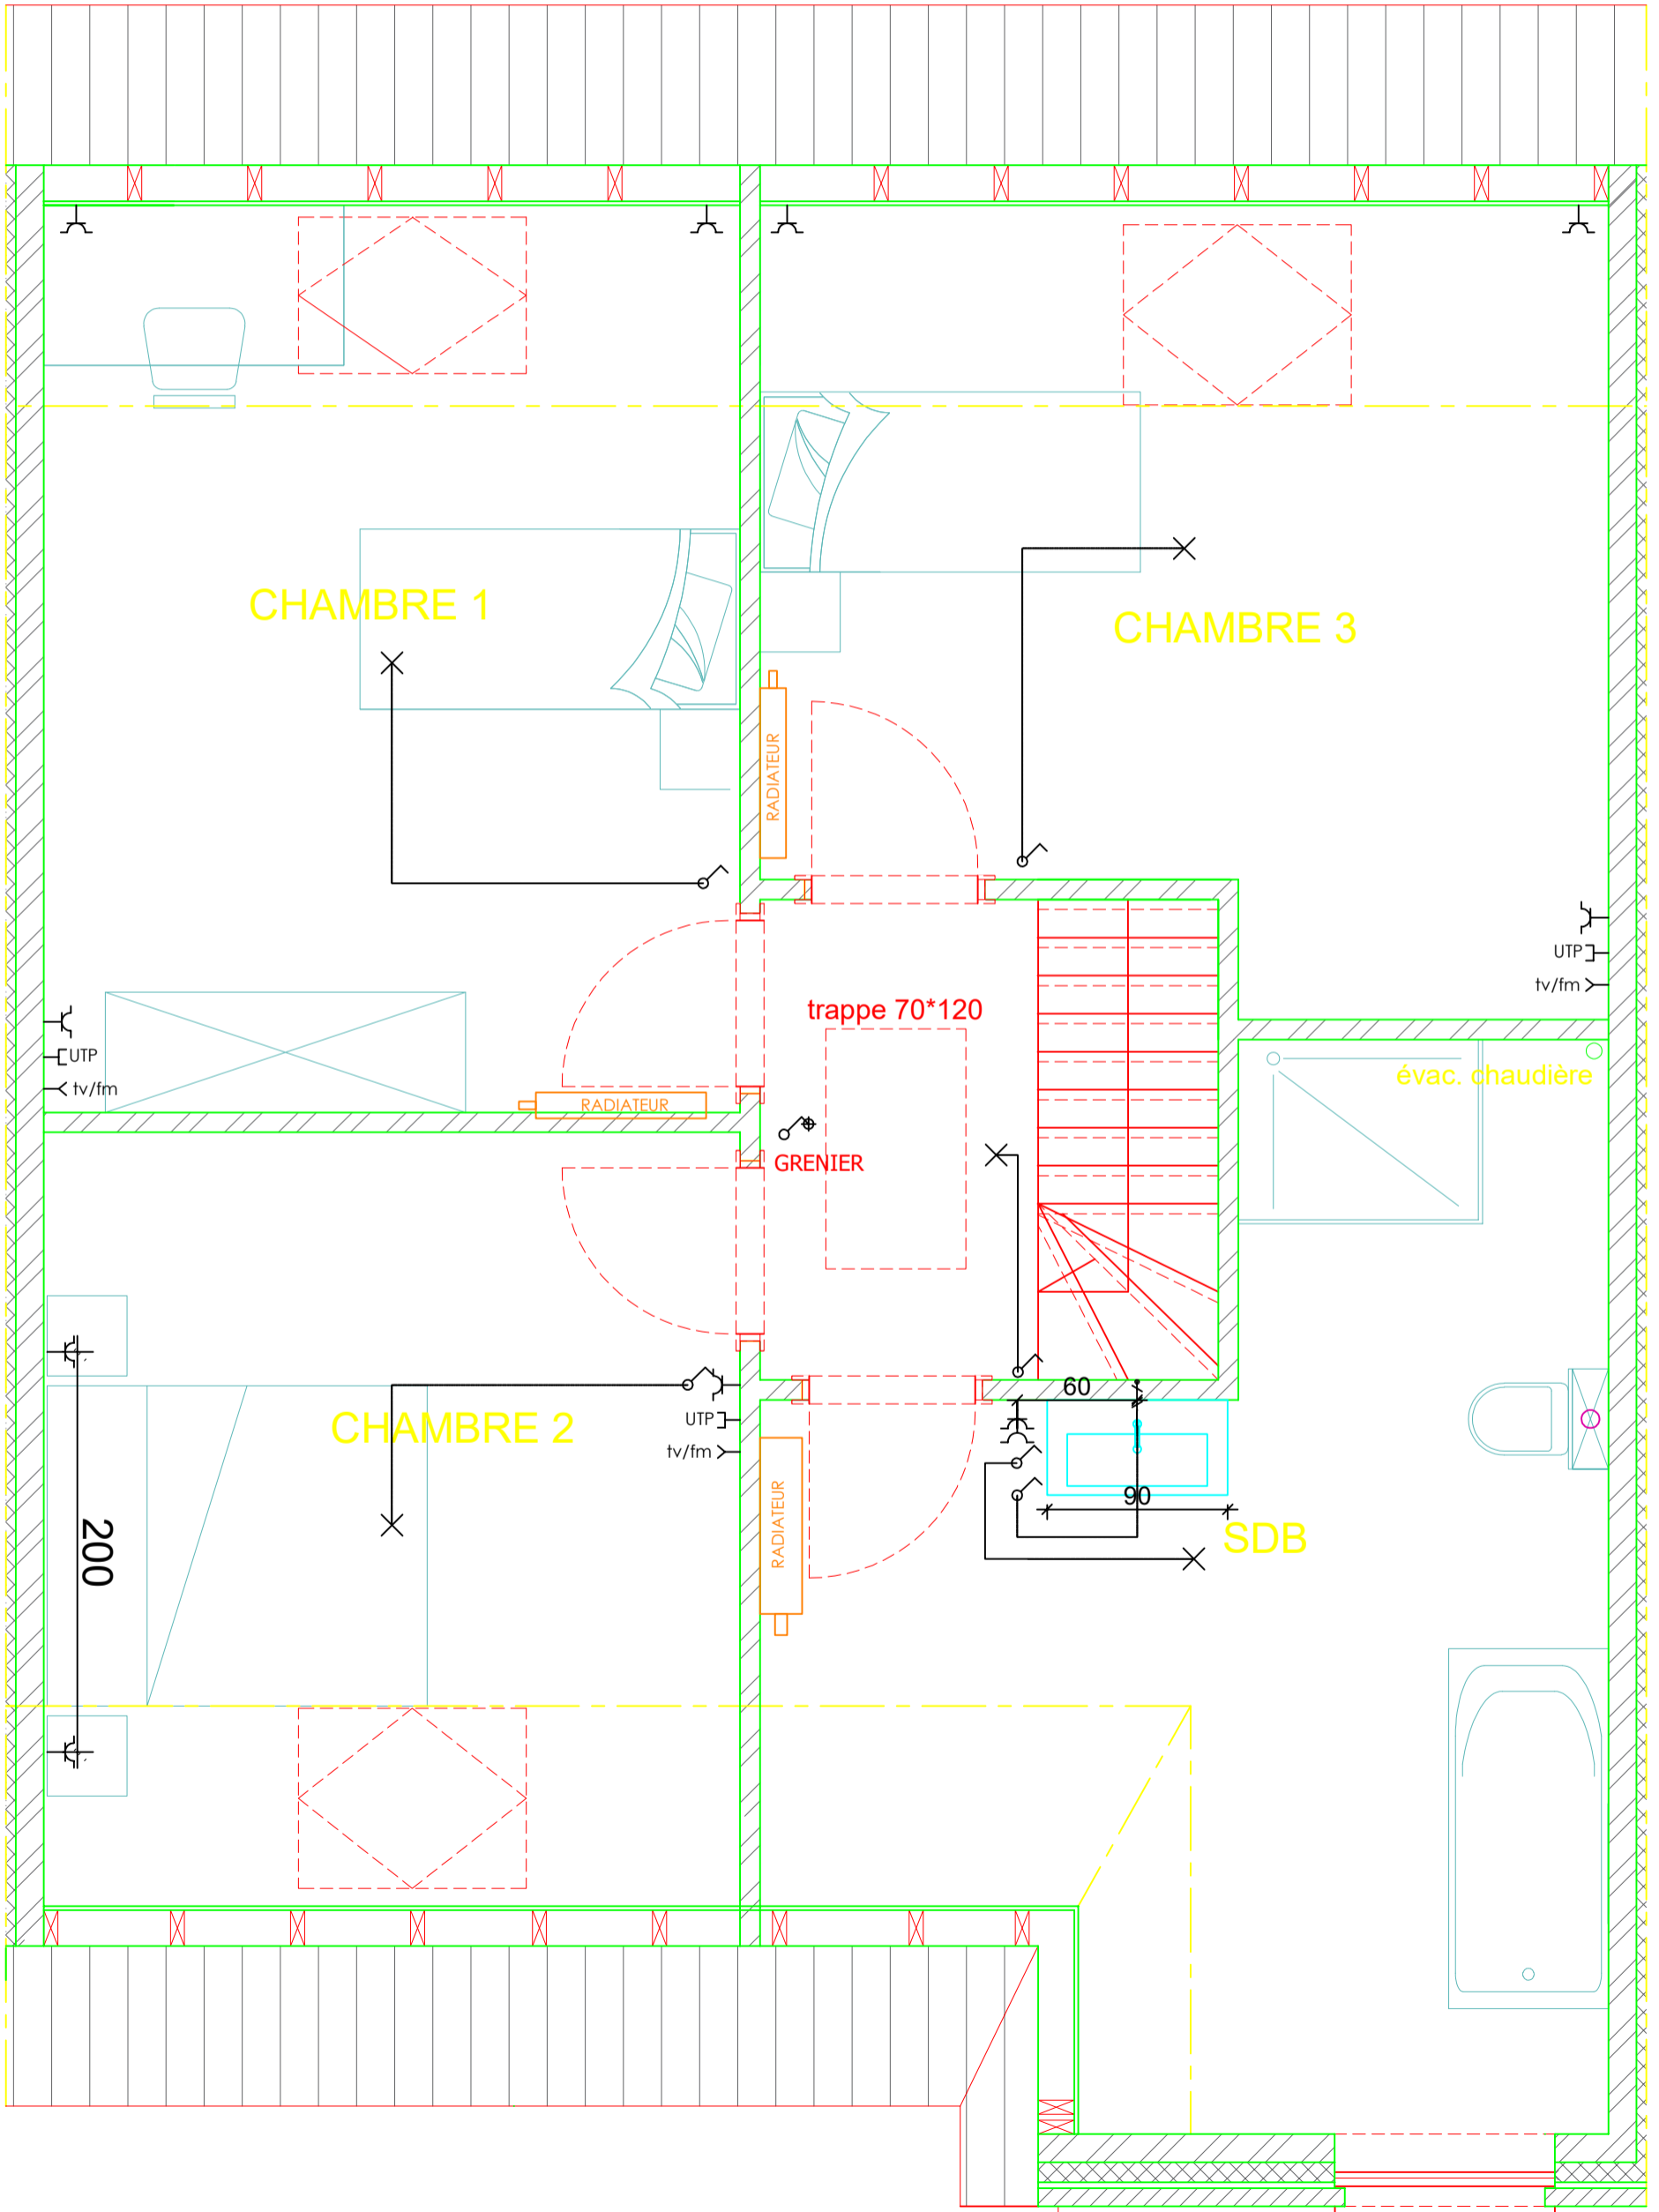 CHAMBRE 1
CHAMBRE 3
RADIATEUR
UTP
tv/fm
trappe 70*120
UTP
tv/fm
évac. chaudière
RADIATEUR
GRENIER
60
CHAMBRE 2
UTP
tv/fm
RADIATEUR
90
SDB
200